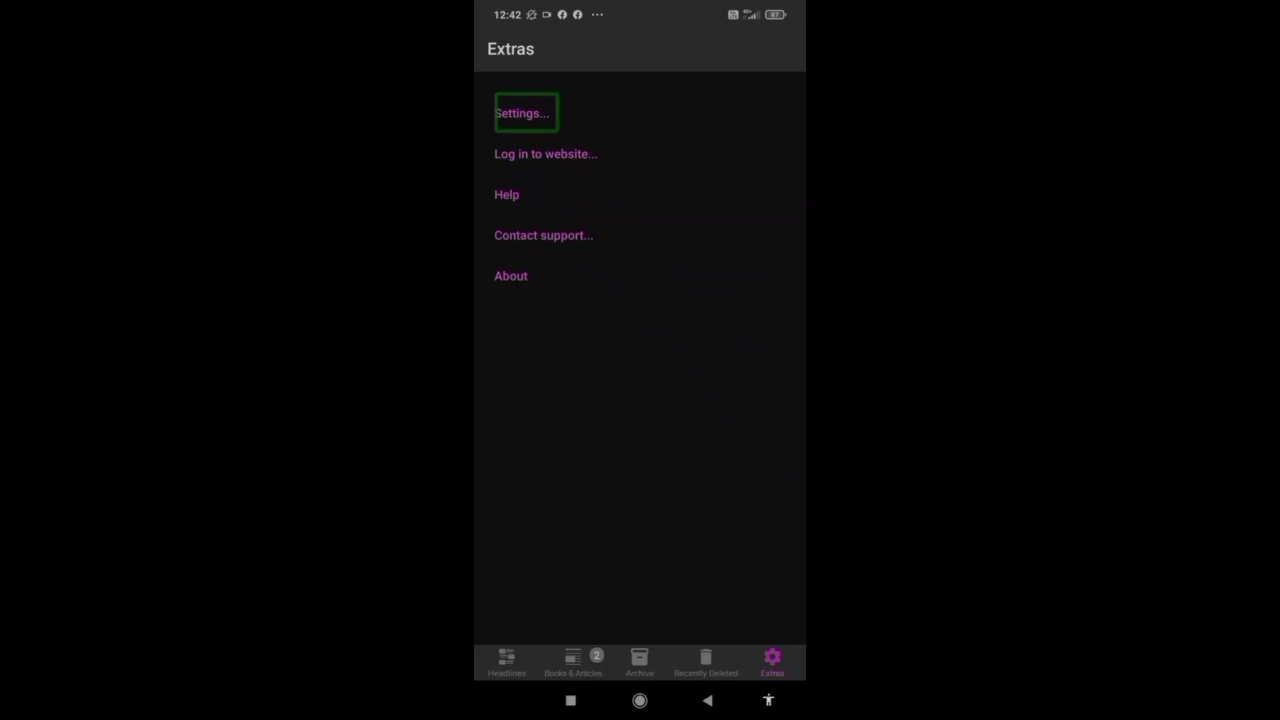 12:42
97
Extras
Settings...
Log in to website...
Help
Contact support...
About
2
Headlines Books & Articles Archive Recently Deleted Extras